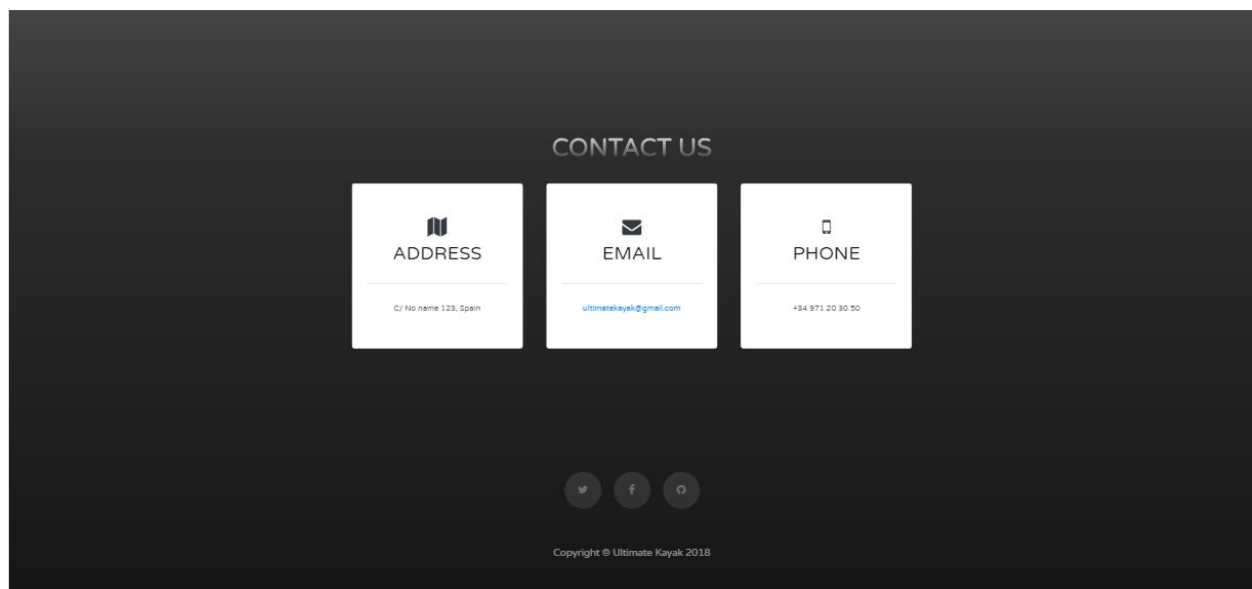 CONTACT US
ADDRESS
C/ No name 123, Spain
EMAIL
ultimatekayak@gmail.com
PHONE
+34 971 20 30 50
Copyright © Ultimate Kayak 2018